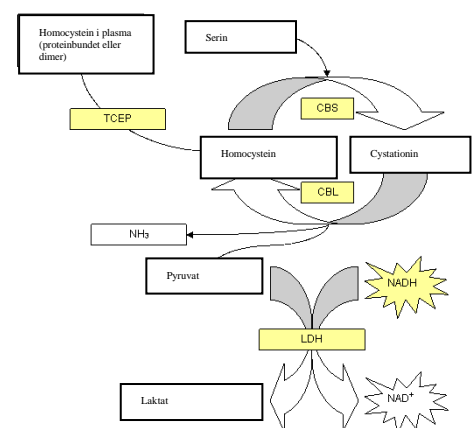 Homocystein i plasma
(proteinbundet eller
dimer)
Serin
TCEP
CBS
Homocystein
Cystationin
CBL
NH₃
Pyruvat
NADH
LDH
Laktat
NAD⁺